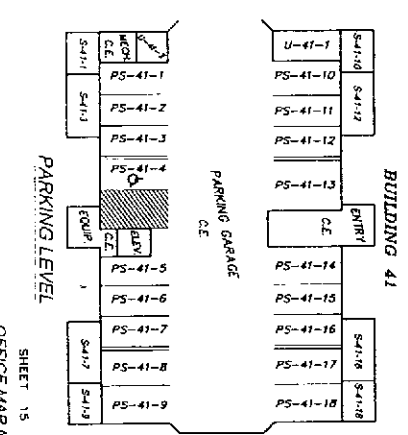 BUILDING 41
S-41-1
MECH.
C.E.
S-41-3
PS-41-1
PS-41-2
PS-41-3
PS-41-4
EQUIP.
C.E.
ELEV.
PS-41-5
PS-41-6
PS-41-7
PS-41-8
PS-41-9
S-41-7
S-41-9
PARKING GARAGE
C.E.
U-41-1
S-41-10
S-41-12
PS-41-10
PS-41-11
PS-41-12
PS-41-13
ENTRY
C.E.
PS-41-14
PS-41-15
PS-41-16
PS-41-17
PS-41-18
S-41-16
S-41-18
PARKING LEVEL
SHEET 15